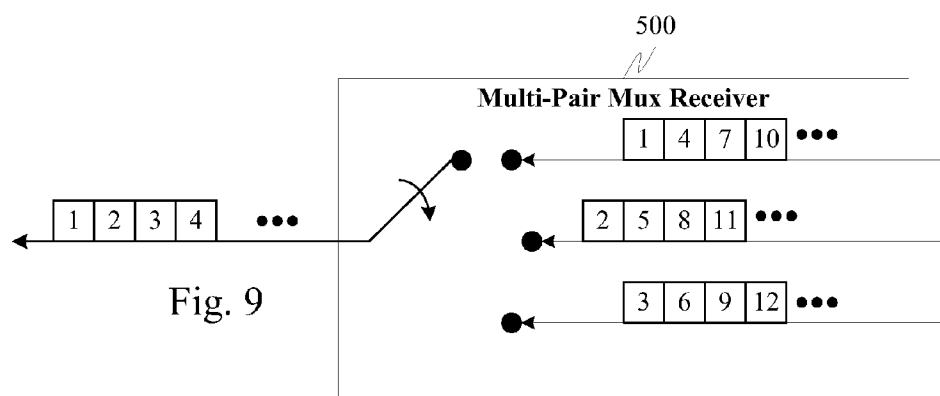 500
Multi-Pair Mux Receiver
1 4 7 10 •••
1 2 3 4 •••
2 5 8 11 •••
3 6 9 12 •••
Fig. 9